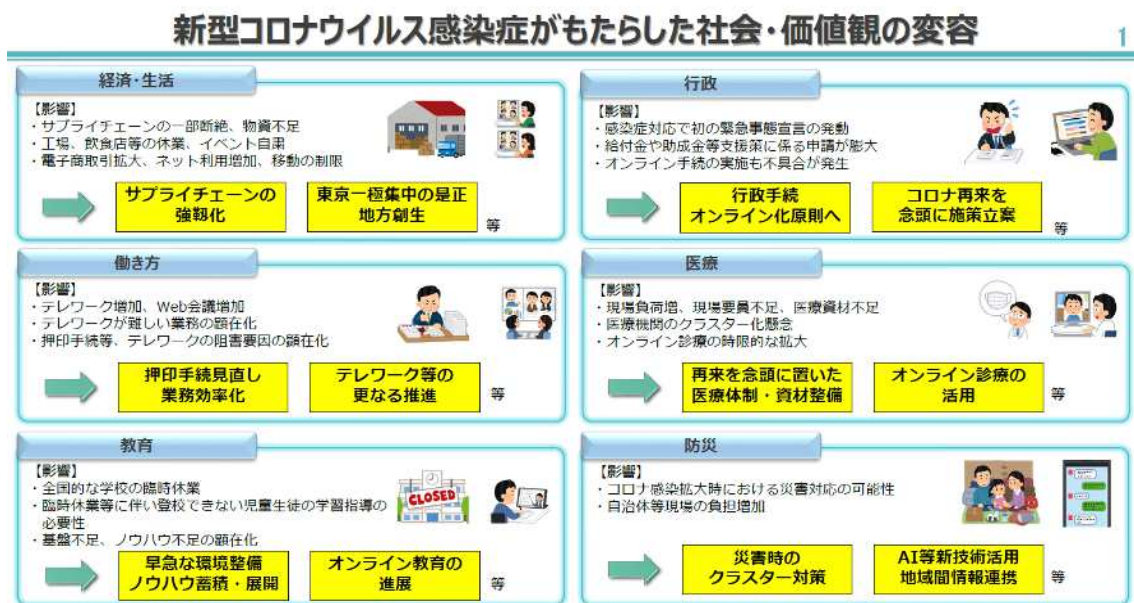 新型コロナウイルス感染症がもたらした社会・価値観の変容
1
経済・生活
【影響】
・サプライチェーンの一部断絶、物資不足
・工場、飲食店等の休業、イベント自粛
・電子商取引拡大、ネット利用増加、移動の制限
サプライチェーンの
強靱化
東京一極集中の是正
地方創生
等
行政
【影響】
・感染症対応で初の緊急事態宣言の発動
・給付金や助成金等支援策に係る申請が膨大
・オンライン手続の実施も不具合が発生
行政手続
オンライン化原則へ
コロナ再来を
念頭に施策立案
等
働き方
【影響】
・テレワーク増加、Web会議増加
・テレワークが難しい業務の顕在化
・押印手続等、テレワークの阻害要因の顕在化
押印手続見直し
業務効率化
テレワーク等の
更なる推進
等
医療
【影響】
・現場負荷増、現場要員不足、医療資材不足
・医療機関のクラスター化懸念
・オンライン診療の時限的な拡大
再来を念頭に置いた
医療体制・資材整備
オンライン診療の
活用
等
教育
【影響】
・全国的な学校の臨時休業
・臨時休業等に伴い登校できない児童生徒の学習指導の
必要性
・基盤不足、ノウハウ不足の顕在化
CLOSED
早急な環境整備
ノウハウ蓄積・展開
オンライン教育の
進展
等
防災
【影響】
・コロナ感染拡大時における災害対応の可能性
・自治体等現場の負担増加
災害時の
クラスター対策
AI等新技術活用
地域間情報連携
等